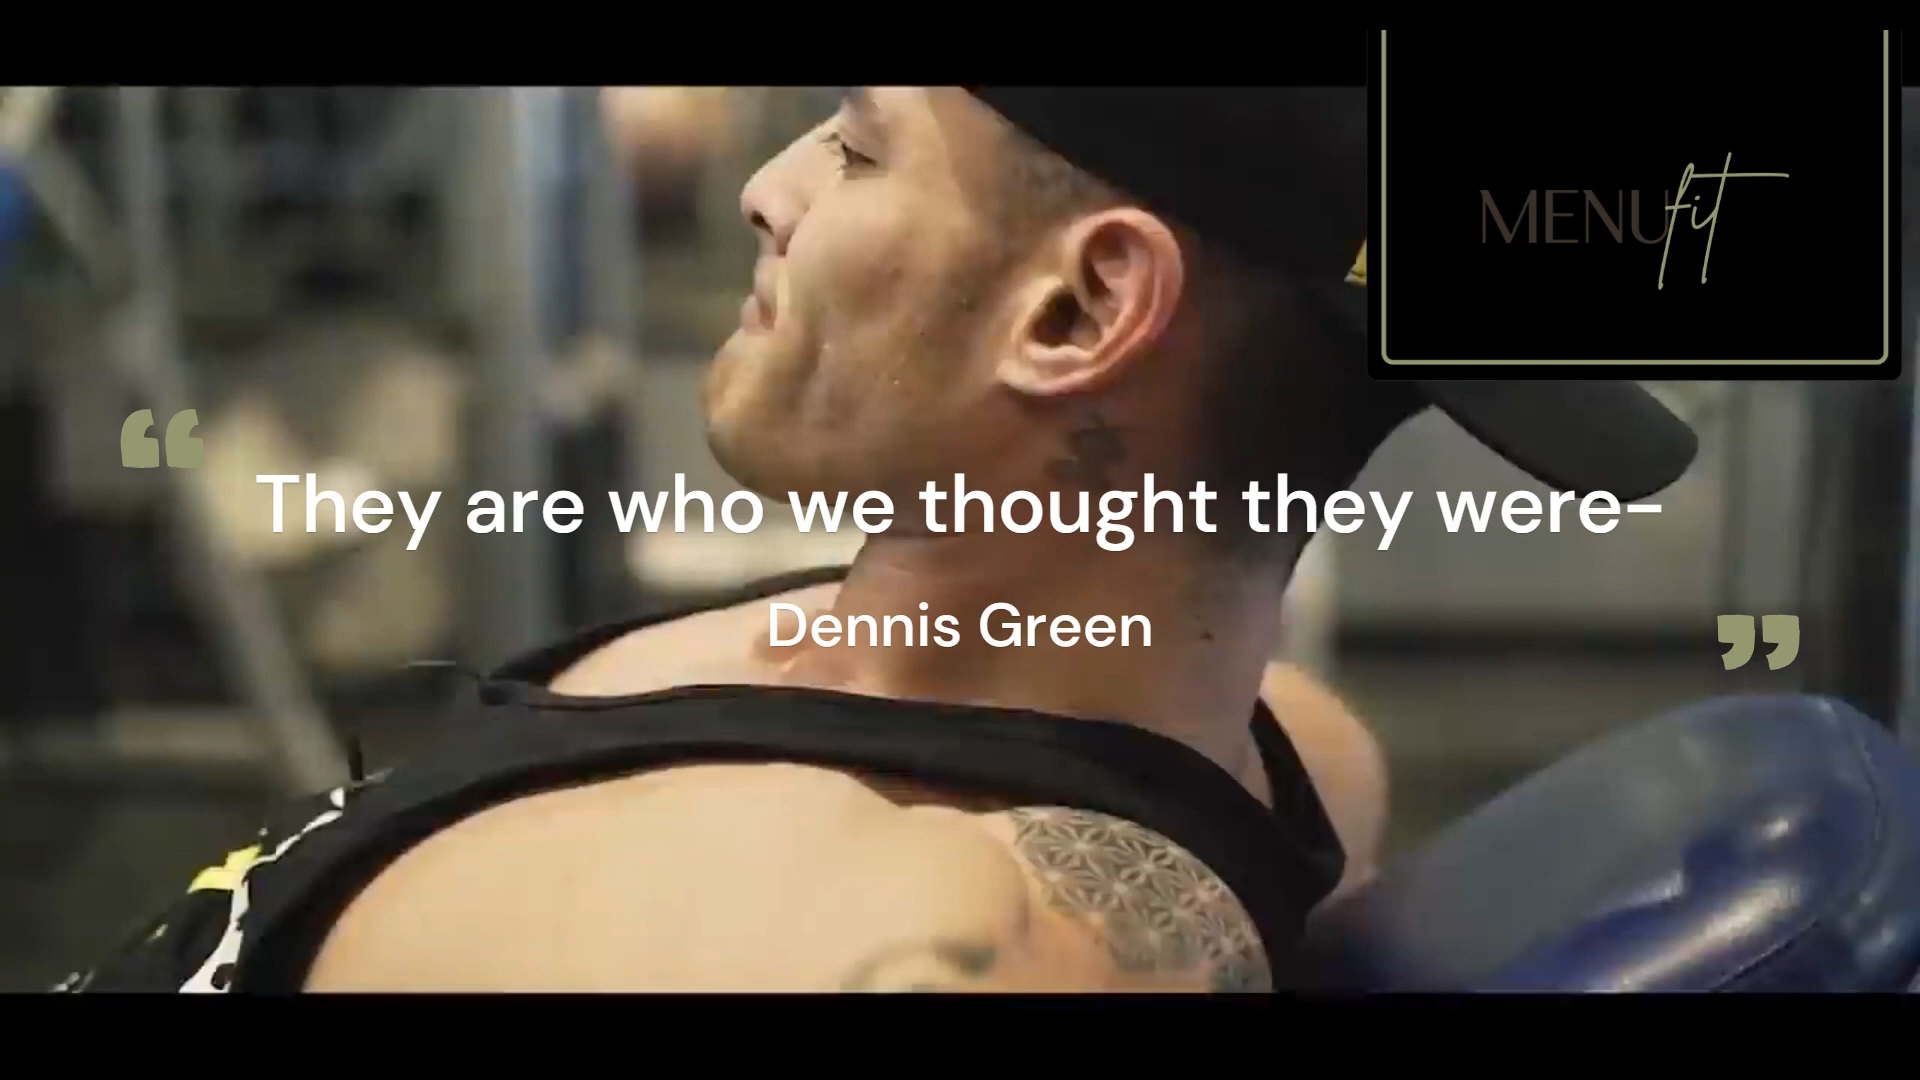 MENUfit
“
They are who we thought they were–
Dennis Green
”